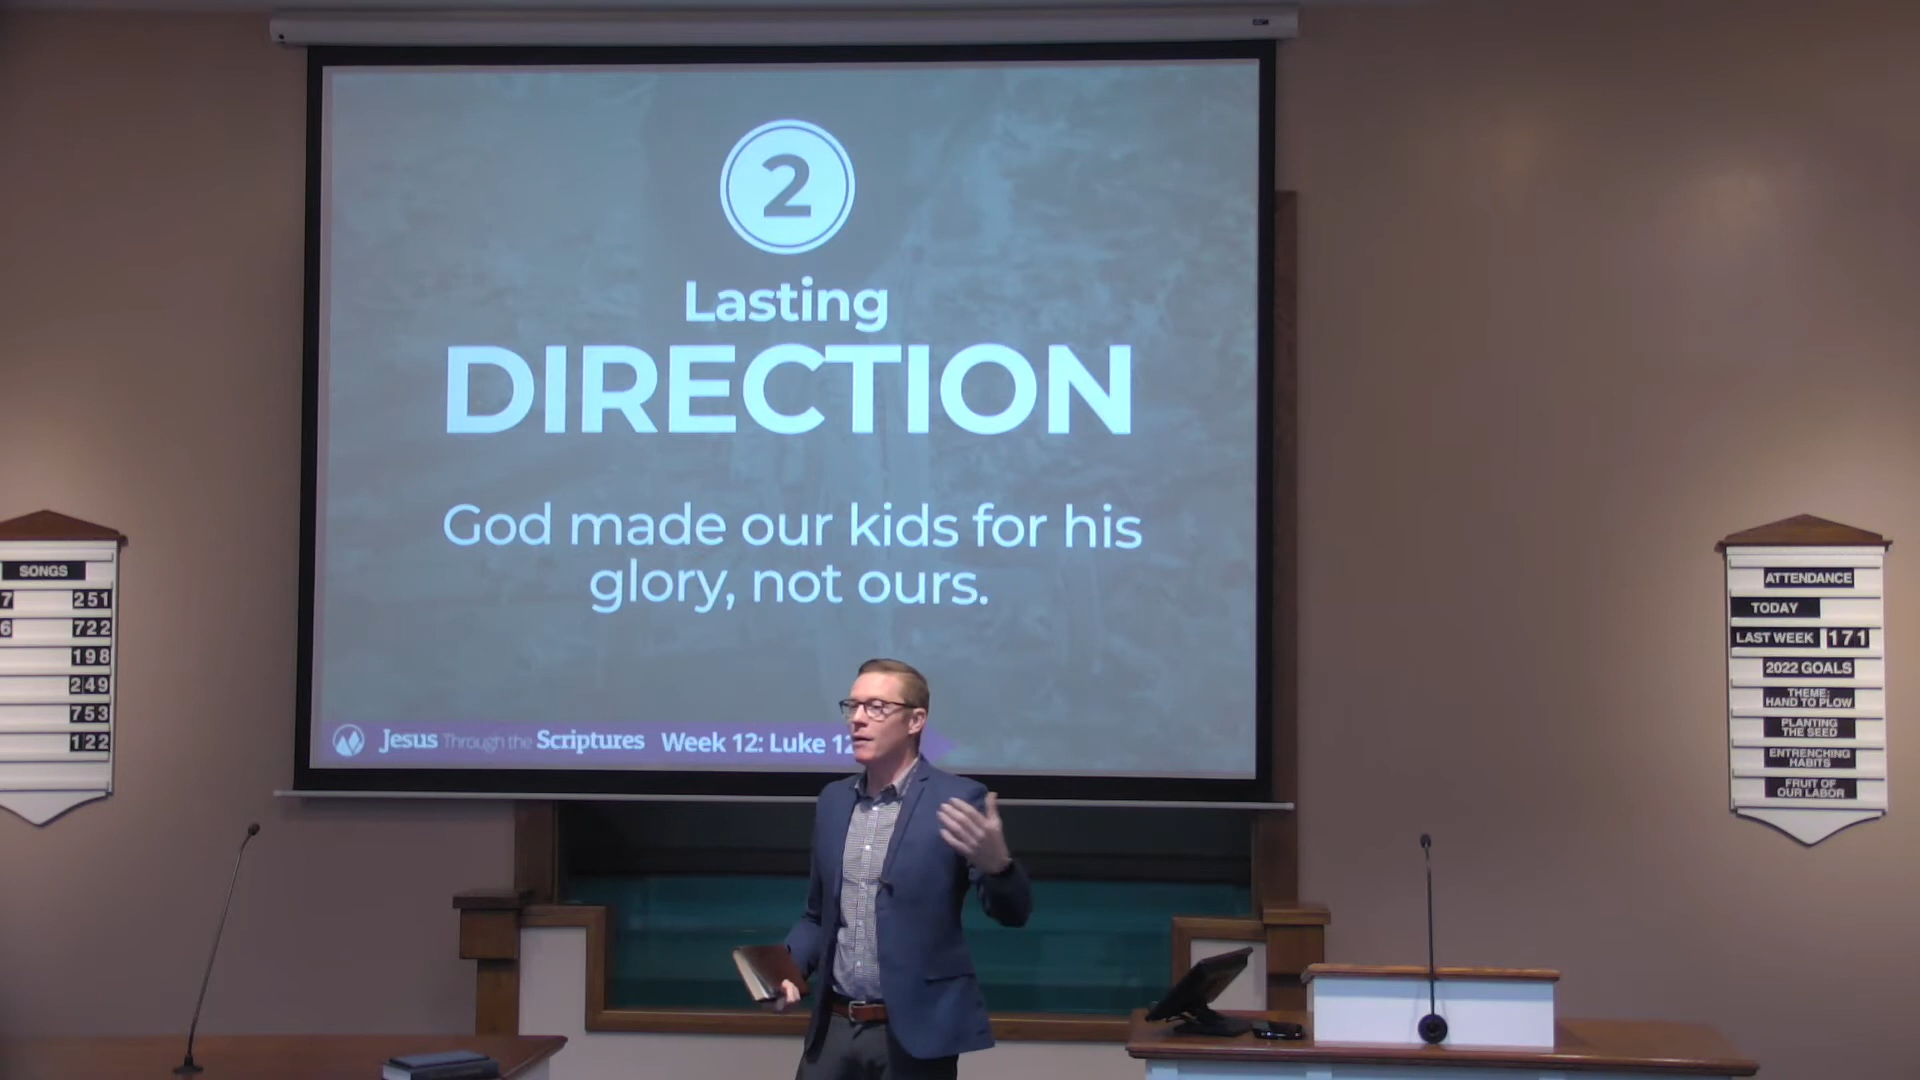 2
Lasting
DIRECTION
God made our kids for his
glory, not ours.
Jesus Through the Scriptures Week 12: Luke 12
SONGS
7 251
6 722
198
249
753
122
ATTENDANCE
TODAY
LAST WEEK 171
2022 GOALS
THEME:
HAND TO PLOW
PLANTING
THE SEED
ENTRENCHING
HABITS
FRUIT OF
OUR LABOR